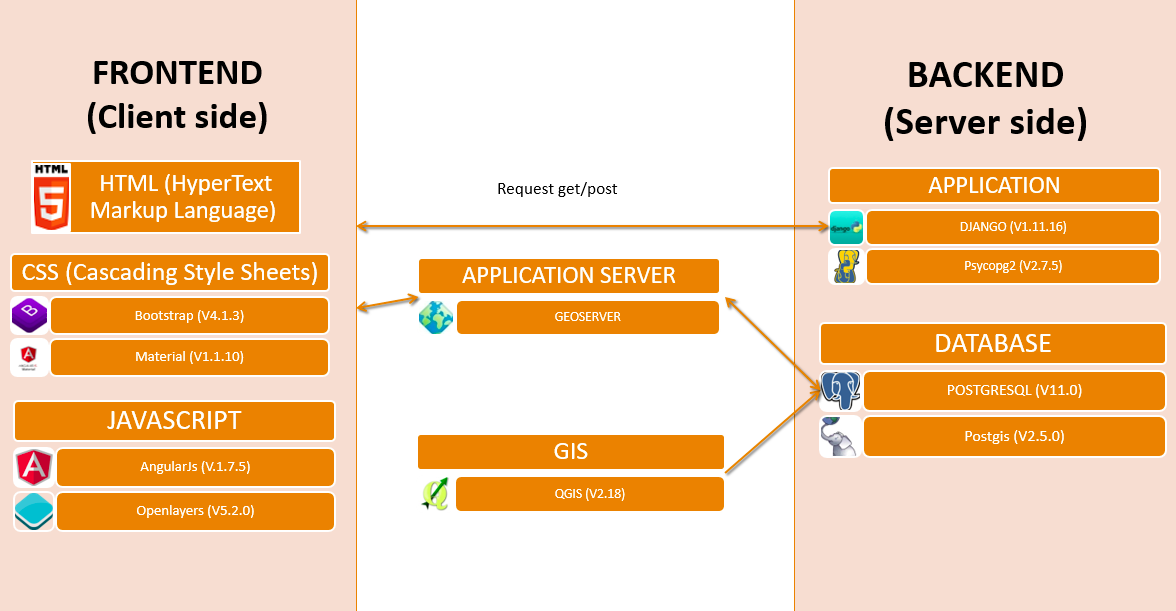 FRONTEND
(Client side)
HTML
HTML (HyperText
Markup Language)
CSS (Cascading Style Sheets)
Bootstrap (V4.1.3)
Material (V1.1.10)
JAVASCRIPT
AngularJs (V.1.7.5)
Openlayers (V5.2.0)
Request get/post
APPLICATION SERVER
GEOSERVER
GIS
QGIS (V2.18)
BACKEND
(Server side)
APPLICATION
django
DJANGO (V1.11.16)
Psycopg2 (V2.7.5)
DATABASE
POSTGRESQL (V11.0)
Postgis (V2.5.0)